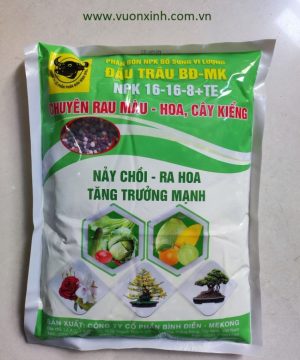 www.vuonxinh.com.vn
PHÂN BÓN NPK BỔ SUNG VI LƯỢNG
ĐẦU TRÂU BĐ-MK
NPK 16-16-8+TE
CHUYÊN RAU MÀU - HOA, CÂY KIỂNG
NẢY CHỒI - RA HOA
TĂNG TRƯỞNG MẠNH
SẢN XUẤT: CÔNG TY CỔ PHẦN BÌNH ĐIỀN - MEKONG